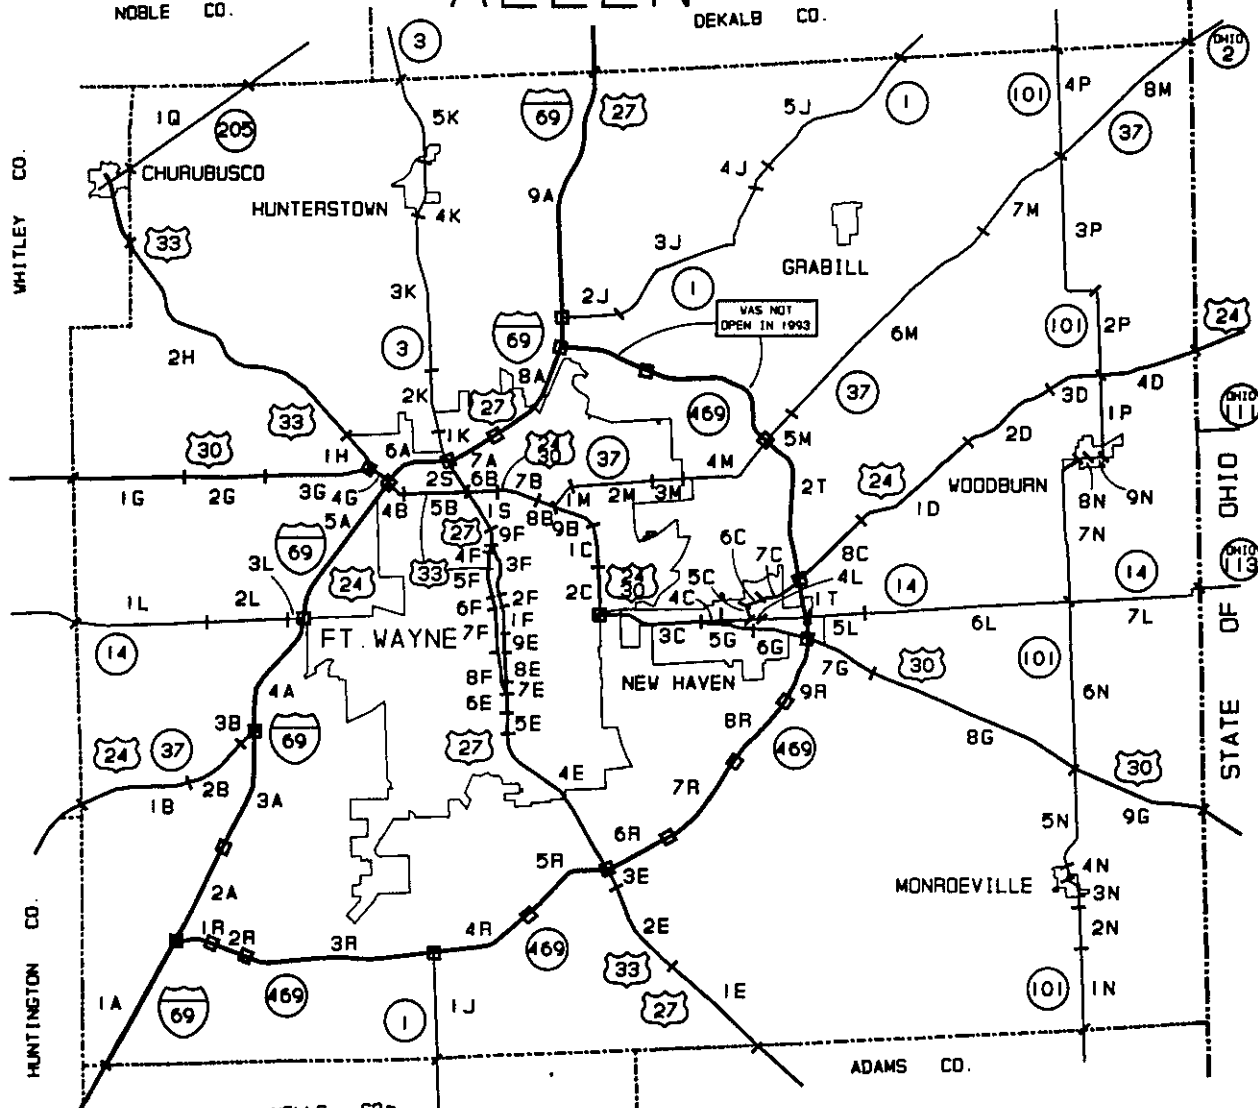 ALLEN
NOBLE CO.
DEKALB CO.
3
OHIO 2
1Q
205
5K
69
27
5J
1
101
4P
8M
37
WHITLEY CO.
CHURUBUSCO
HUNTERSTOWN
4K
9A
4J
7M
3P
33
3J
GRABILL
3K
2J
1
WAS NOT
OPEN IN 1993
6M
101
2P
24
3
69
2H
8A
37
3D
4D
2K
27
469
1P
OHIO 111
33
30
1K
24
30
5M
2D
1H
6A
7A
37
4M
1G
2G
3G
4G
2S
6B
7B
1M
2M
3M
2T
24
WOODBURN
8N
9N
5A
4B
5B
1S
8B
9B
1D
7N
69
27
9F
1C
6C
7C
8C
OHIO 113
3L
24
33
4F
3F
24
30
5C
4L
14
14
5F
1L
2L
6F
2F
2C
4C
1T
14
FT. WAYNE
7F
1F
3C
5G
6G
5L
6L
7L
9E
8F
8E
NEW HAVEN
7G
30
101
4A
7E
9R
6N
3B
69
6E
8R
24
37
5E
27
469
8G
30
STATE OF OHIO
1B
2B
3A
4E
7R
5N
9G
6R
2A
5R
3E
MONROEVILLE
4N
3N
1R
2R
3R
4R
2E
2N
HUNTINGTON CO.
469
469
33
1A
69
1
1J
27
1E
101
1N
ADAMS CO.
WELLS CO.